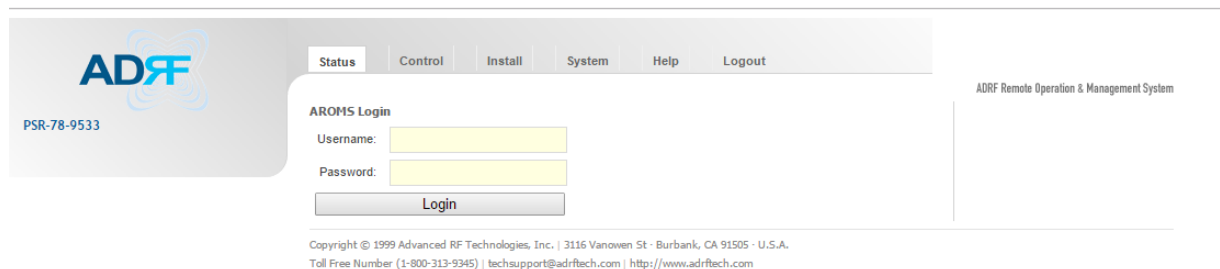 ADRF
PSR-78-9533
Status Control Install System Help Logout
ADRF Remote Operation & Management System
AROMS Login
Username:
Password:
Login
Copyright © 1999 Advanced RF Technologies, Inc. | 3116 Vanowen St · Burbank, CA 91505 · U.S.A.
Toll Free Number (1-800-313-9345) | techsupport@adrftech.com | http://www.adrftech.com